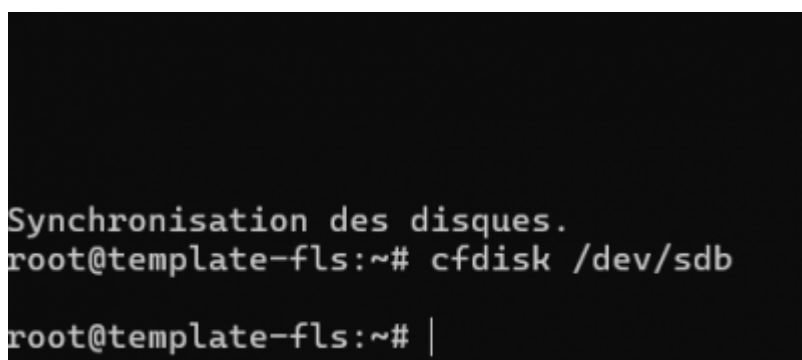 Synchronisation des disques.
root@template-fls:~# cfdisk /dev/sdb
root@template-fls:~#